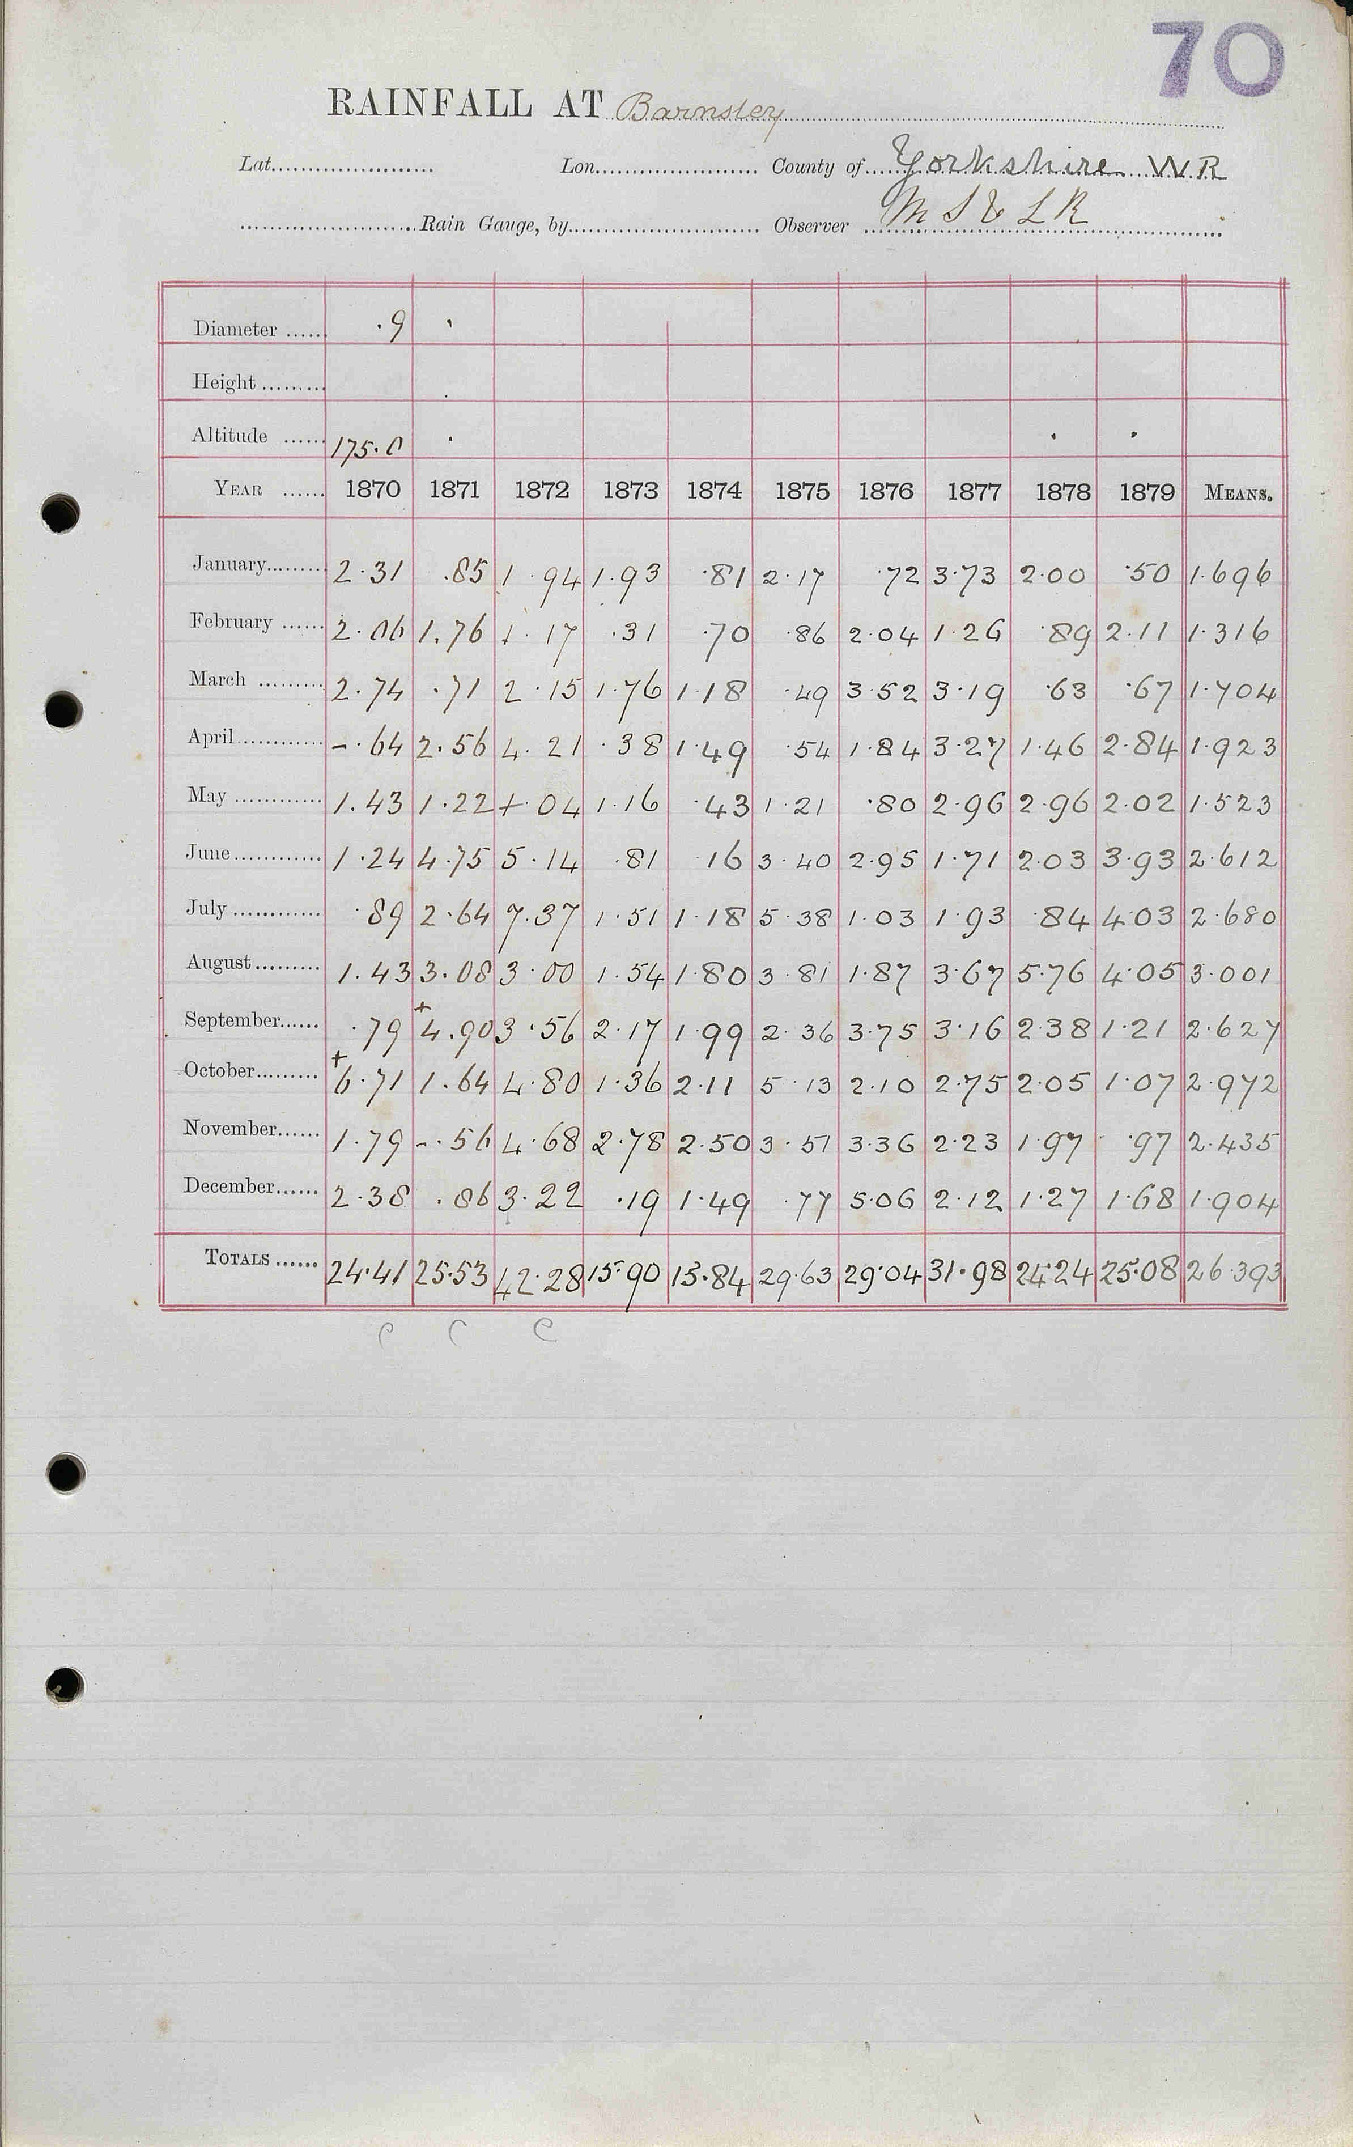 70
RAINFALL AT Barnsley
Lat. Lon. County of Yorkshire W.R
Rain Gauge, by Observer M S & L R
Diameter ...... ·9
Height .........
Altitude ...... 175·0
YEAR ...... 1870 1871 1872 1873 1874 1875 1876 1877 1878 1879 MEANS.
January......... 2·31 .85 1·94 1·93 ·81 2·17 ·72 3·73 2·00 ·50 1·696
February ...... 2·06 1.76 1·17 ·31 ·70 ·86 2·04 1·26 ·89 2·11 1·316
March ......... 2·74 ·71 2·15 1·76 1·18 ·49 3·52 3·19 ·63 ·67 1·704
April............ -·64 2·56 4·21 ·38 1·49 ·54 1·84 3·27 1·46 2·84 1·923
May ............ 1.43 1·22 1·04 1·16 ·43 1·21 ·80 2·96 2·96 2·02 1·523
June............ 1·24 4·75 5·14 ·81 ·16 3·40 2·95 1·71 2·03 3·93 2·612
July ............ ·89 2·64 7·37 1·51 1·18 5·38 1·03 1·93 ·84 4·03 2·680
August ......... 1.43 3.08 3·00 1·54 1·80 3·81 1·87 3·67 5·76 4·05 3·001
September...... ·79 +4.90 3·56 2·17 1·99 2·36 3·75 3·16 2·38 1·21 2·627
October......... +6·71 1.64 4·80 1·36 2·11 5·13 2·10 2·75 2·05 1·07 2·972
November...... 1·79 -·56 4·68 2·78 2·50 3·51 3·36 2·23 1·97 ·97 2·435
December...... 2·38 .86 3·22 ·19 1·49 ·77 5·06 2·12 1·27 1·68 1·904
TOTALS ...... 24·41 25·53 42·28 15·90 15·84 29·63 29·04 31·98 24·24 25·08 26·393
C C C